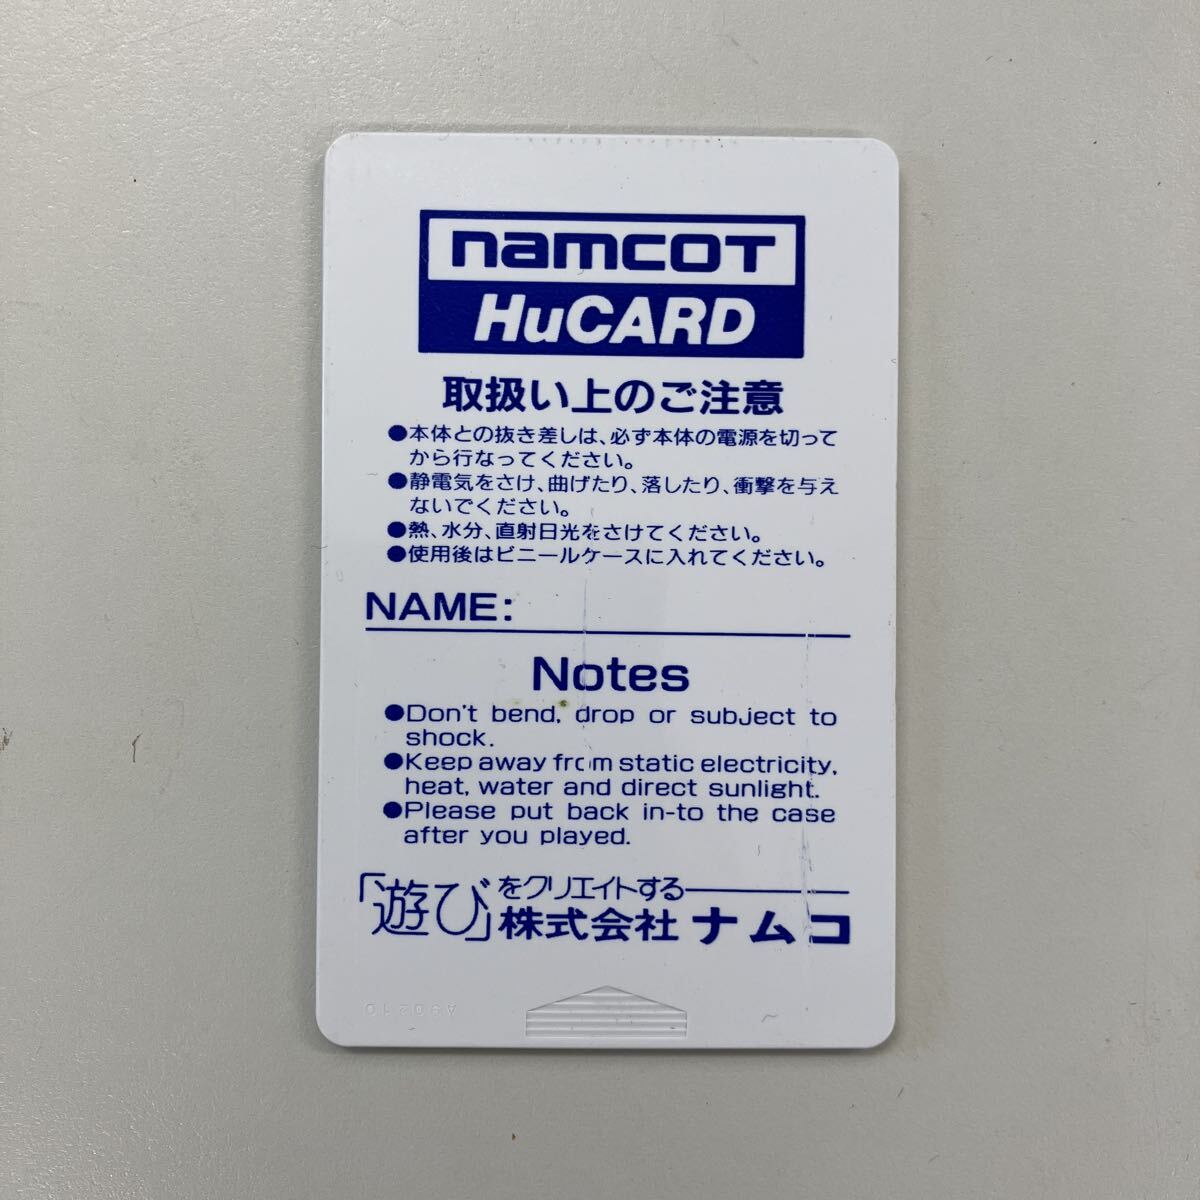 namcot
HuCARD
取扱い上のご注意
●本体との抜き差しは、必ず本体の電源を切って
から行なってください。
●静電気をさけ、曲げたり、落したり、衝撃を与え
ないでください。
●熱、水分、直射日光をさけてください。
●使用後はビニールケースに入れてください。
NAME:
Notes
●Don't bend, drop or subject to
shock.
●Keep away from static electricity,
heat, water and direct sunlight.
●Please put back in-to the case
after you played.
「遊び」をクリエイトする
株式会社ナムコ